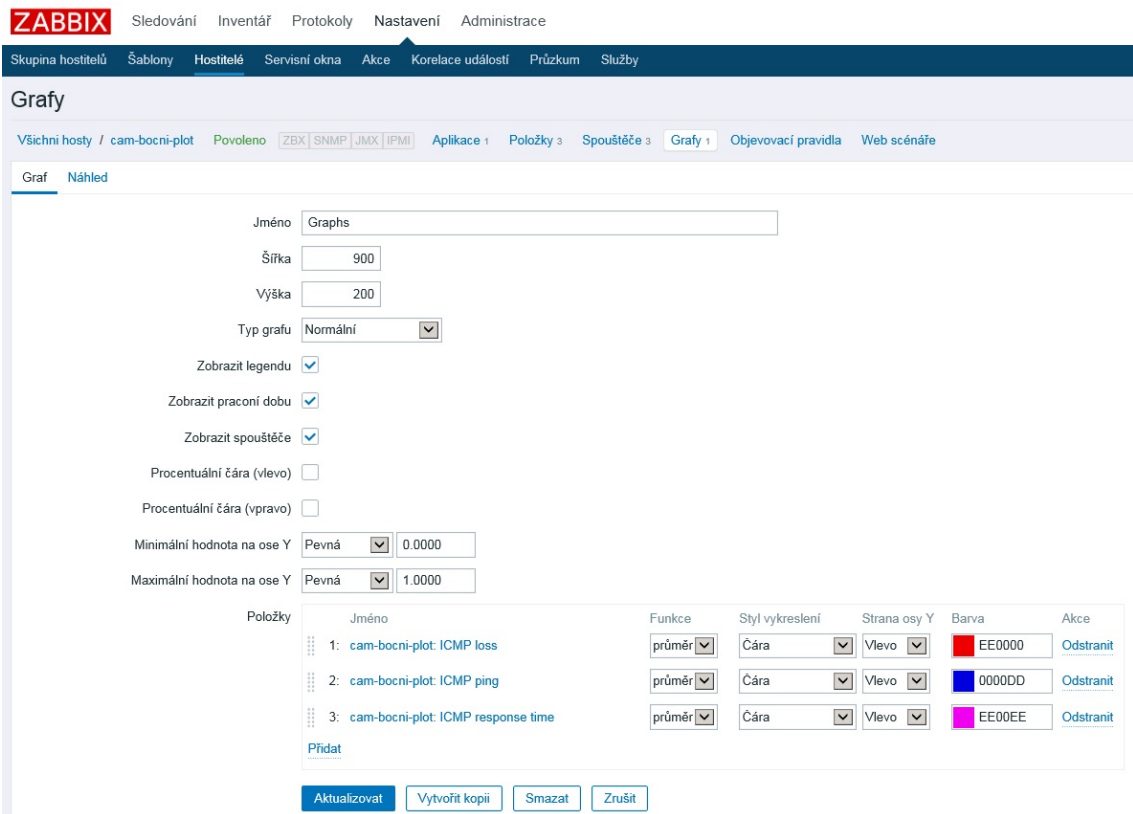 ZABBIX Sledování Inventář Protokoly Nastavení Administrace
Skupina hostitelů Šablony Hostitelé Servisní okna Akce Korelace událostí Průzkum Služby
Grafy
Všichni hosty / cam-bocni-plot Povoleno ZBX SNMP JMX IPMI Aplikace 1 Položky 3 Spouštěče 3 Grafy 1 Objevovací pravidla Web scénáře
Graf Náhled
Jméno Graphs
Šířka 900
Výška 200
Typ grafu Normální
Zobrazit legendu
Zobrazit praconí dobu
Zobrazit spouštěče
Procentuální čára (vlevo)
Procentuální čára (vpravo)
Minimální hodnota na ose Y Pevná 0.0000
Maximální hodnota na ose Y Pevná 1.0000
Položky Jméno Funkce Styl vykreslení Strana osy Y Barva Akce
1: cam-bocni-plot: ICMP loss průměr Čára Vlevo EE0000 Odstranit
2: cam-bocni-plot: ICMP ping průměr Čára Vlevo 0000DD Odstranit
3: cam-bocni-plot: ICMP response time průměr Čára Vlevo EE00EE Odstranit
Přidat
Aktualizovat Vytvořit kopii Smazat Zrušit